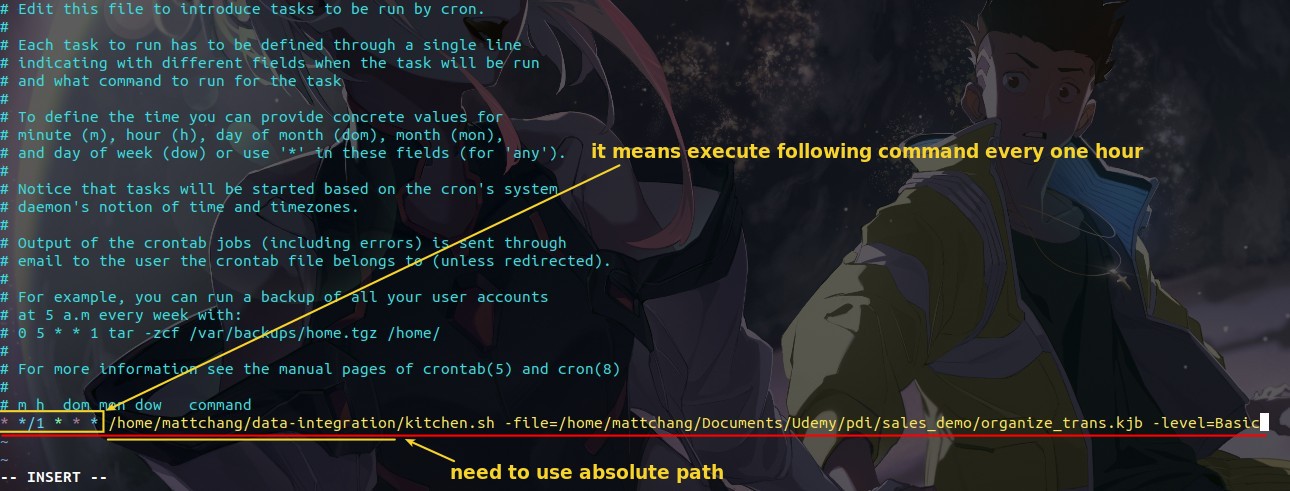 # Edit this file to introduce tasks to be run by cron.
#
# Each task to run has to be defined through a single line
# indicating with different fields when the task will be run
# and what command to run for the task
#
# To define the time you can provide concrete values for
# minute (m), hour (h), day of month (dom), month (mon),
# and day of week (dow) or use '*' in these fields (for 'any').
it means execute following command every one hour
#
# Notice that tasks will be started based on the cron's system
# daemon's notion of time and timezones.
#
# Output of the crontab jobs (including errors) is sent through
# email to the user the crontab file belongs to (unless redirected).
#
# For example, you can run a backup of all your user accounts
# at 5 a.m every week with:
# 0 5 * * 1 tar -zcf /var/backups/home.tgz /home/
#
# For more information see the manual pages of crontab(5) and cron(8)
#
# m h  dom mon dow   command
* */1 * * * /home/mattchang/data-integration/kitchen.sh -file=/home/mattchang/Documents/Udemy/pdi/sales_demo/organize_trans.kjb -level=Basic
~
~
need to use absolute path
-- INSERT --